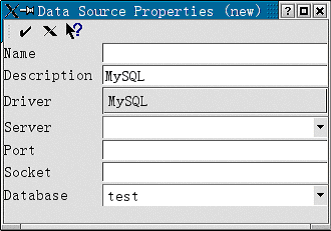 Data Source Properties (new)
Name
Description MySQL
Driver MySQL
Server
Port
Socket
Database test